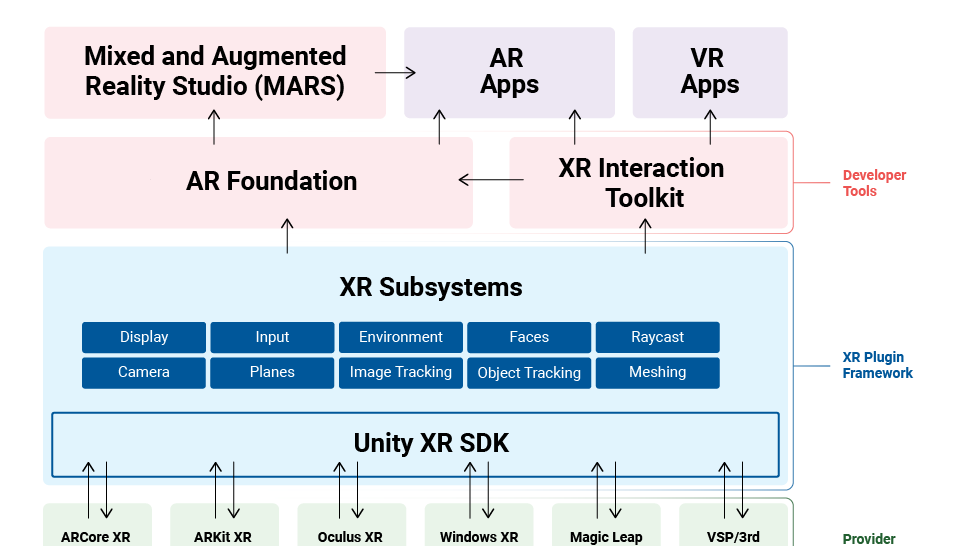 Mixed and Augmented
Reality Studio (MARS)
AR
Apps
VR
Apps
AR Foundation
XR Interaction
Toolkit
Developer
Tools
XR Subsystems
Display
Input
Environment
Faces
Raycast
Camera
Planes
Image Tracking
Object Tracking
Meshing
XR Plugin
Framework
Unity XR SDK
ARCore XR
ARKit XR
Oculus XR
Windows XR
Magic Leap
VSP/3rd
Provider